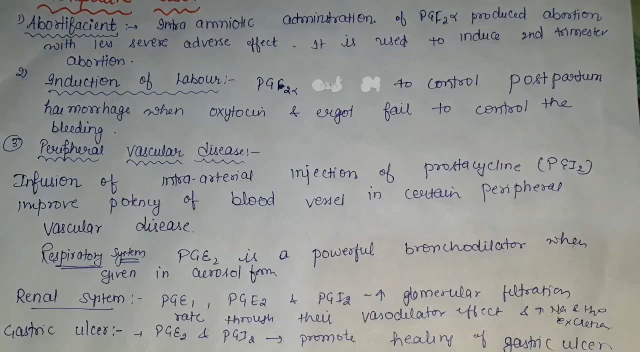 1) Abortifacient :→ Intra amniotic adminstration of PGF2α produced abortion
with less severe adverse effect. It is used to induce 2nd trimester
abortion.
2) Induction of Labour:- PGF2α to control postpartum
haemorrhage when oxytocin & ergot fail to control the
bleeding.
③ Peripheral vascular disease:-
Infusion of intra-arterial injection of prostacycline (PGI2)
improve potency of blood vessel in certain peripheral
vascular disease.
Respiratory System PGE2 is a powerful bronchodilator when
given in aerosol form
Renal System:- PGE1, PGE2 & PGI2 → ↑ glomerular filtration
rate through their vasodilator effect & ↑ Na & H2O
excretion
Gastric ulcer:- → PGE2 & PGI2 → promote healing of gastric ulcer